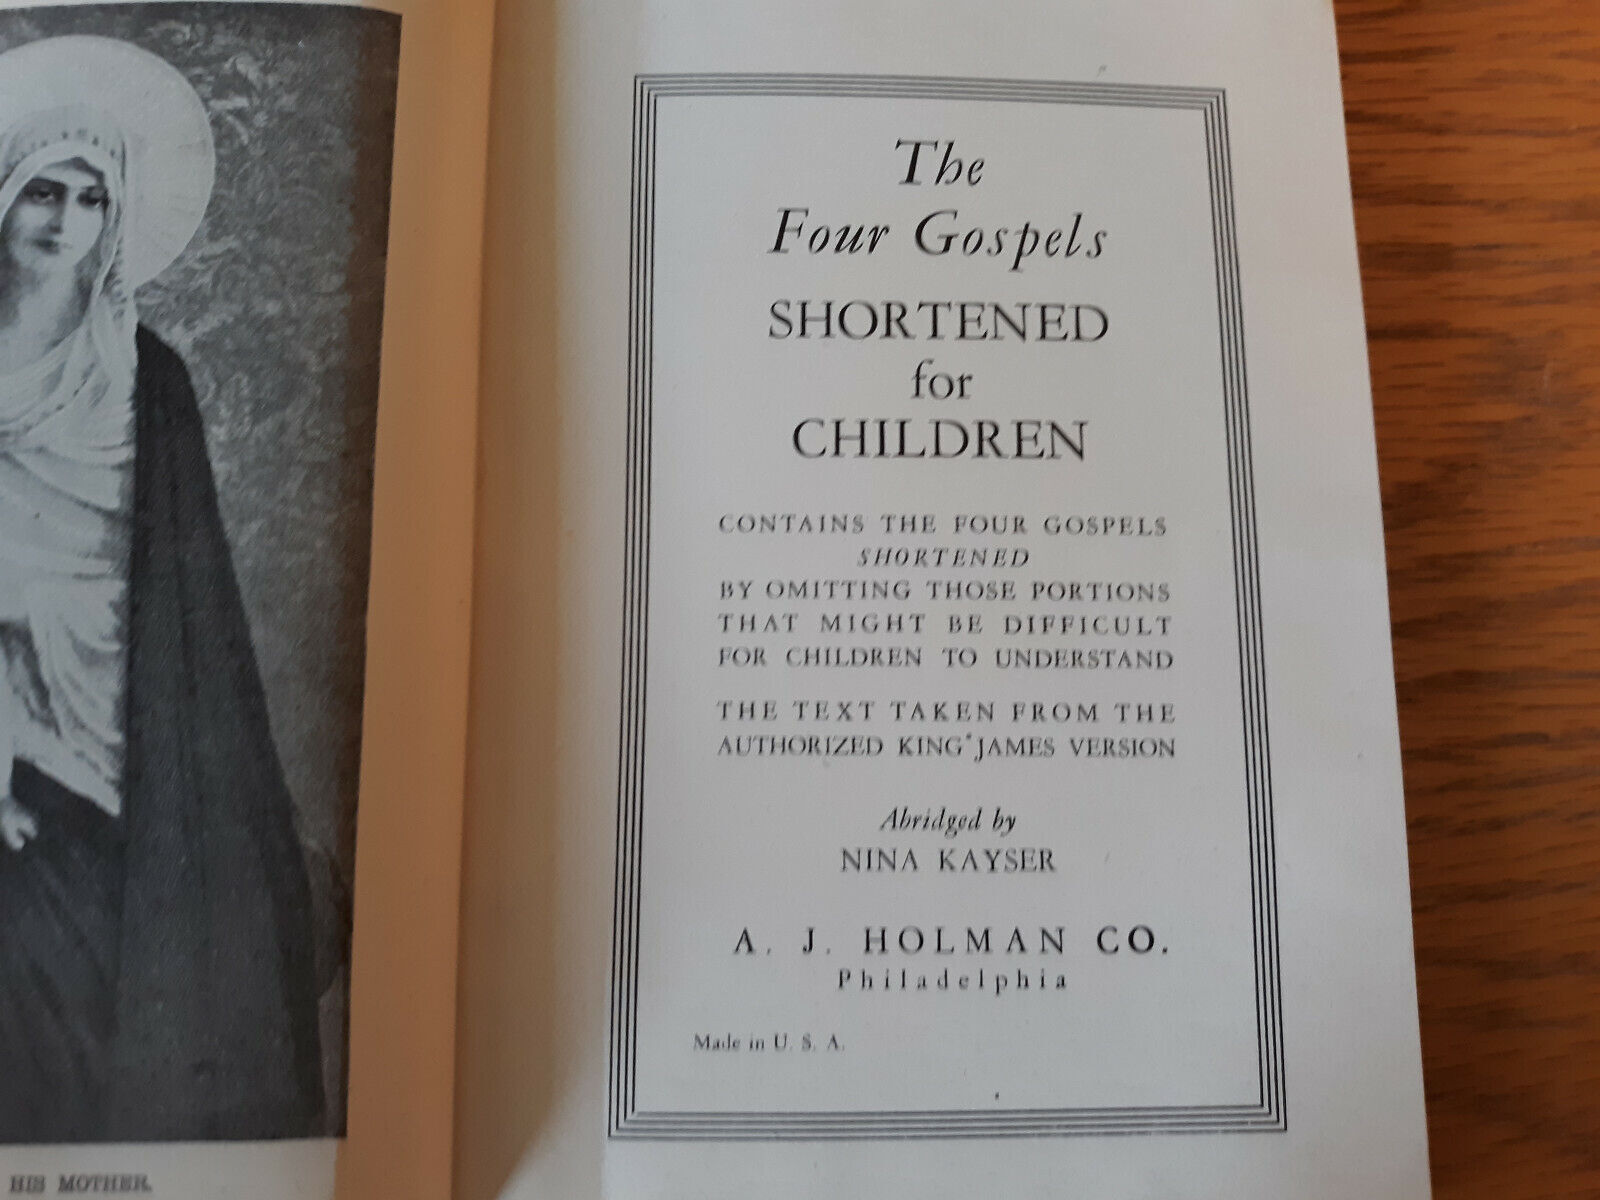 The
Four Gospels
SHORTENED
for
CHILDREN
CONTAINS THE FOUR GOSPELS
SHORTENED
BY OMITTING THOSE PORTIONS
THAT MIGHT BE DIFFICULT
FOR CHILDREN TO UNDERSTAND
THE TEXT TAKEN FROM THE
AUTHORIZED KING JAMES VERSION
Abridged by
NINA KAYSER
A. J. HOLMAN CO.
Philadelphia
Made in U. S. A.
HIS MOTHER.